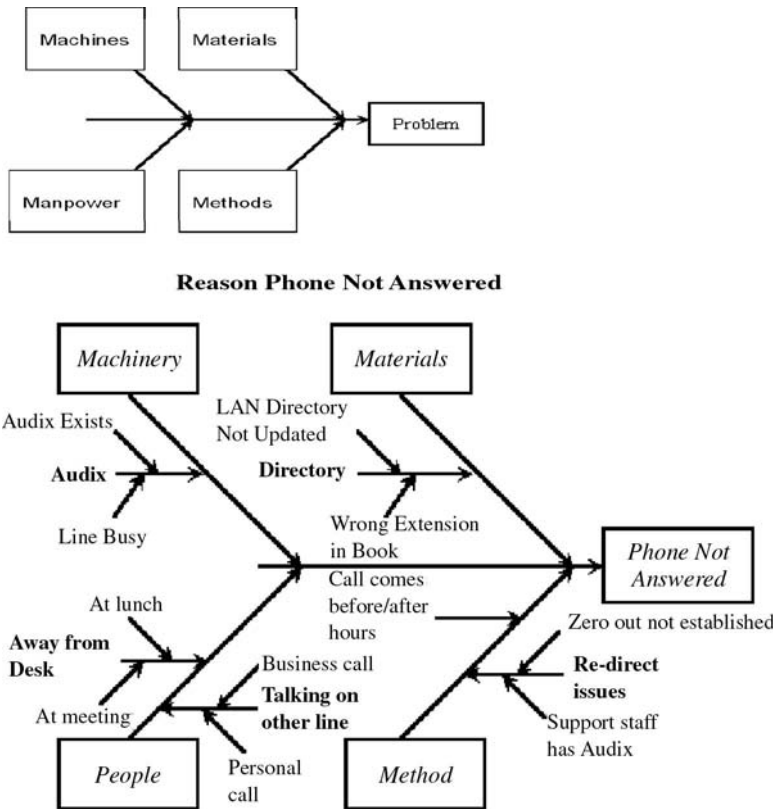 Machines
Materials
Problem
Manpower
Methods
Reason Phone Not Answered
Machinery
Materials
Audix Exists
Audix
Line Busy
LAN Directory
Not Updated
Directory
Wrong Extension
in Book
Phone Not
Answered
Call comes
before/after
hours
At lunch
Away from
Desk
At meeting
Business call
Talking on
other line
Personal
call
Zero out not established
Re-direct
issues
Support staff
has Audix
People
Method